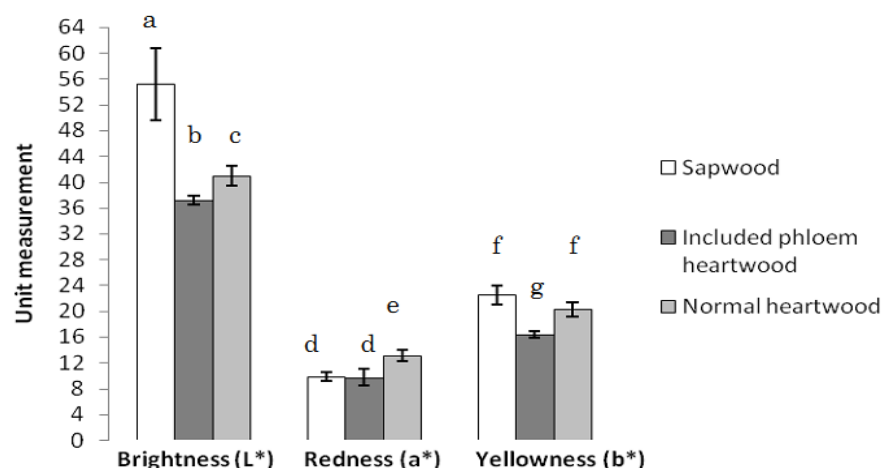 Unit measurement
64
60
56
52
48
44
40
36
32
28
24
20
16
12
8
4
0
a
b
c
d
d
e
f
g
f
Brightness (L*)
Redness (a*)
Yellowness (b*)
Sapwood
Included phloem
heartwood
Normal heartwood